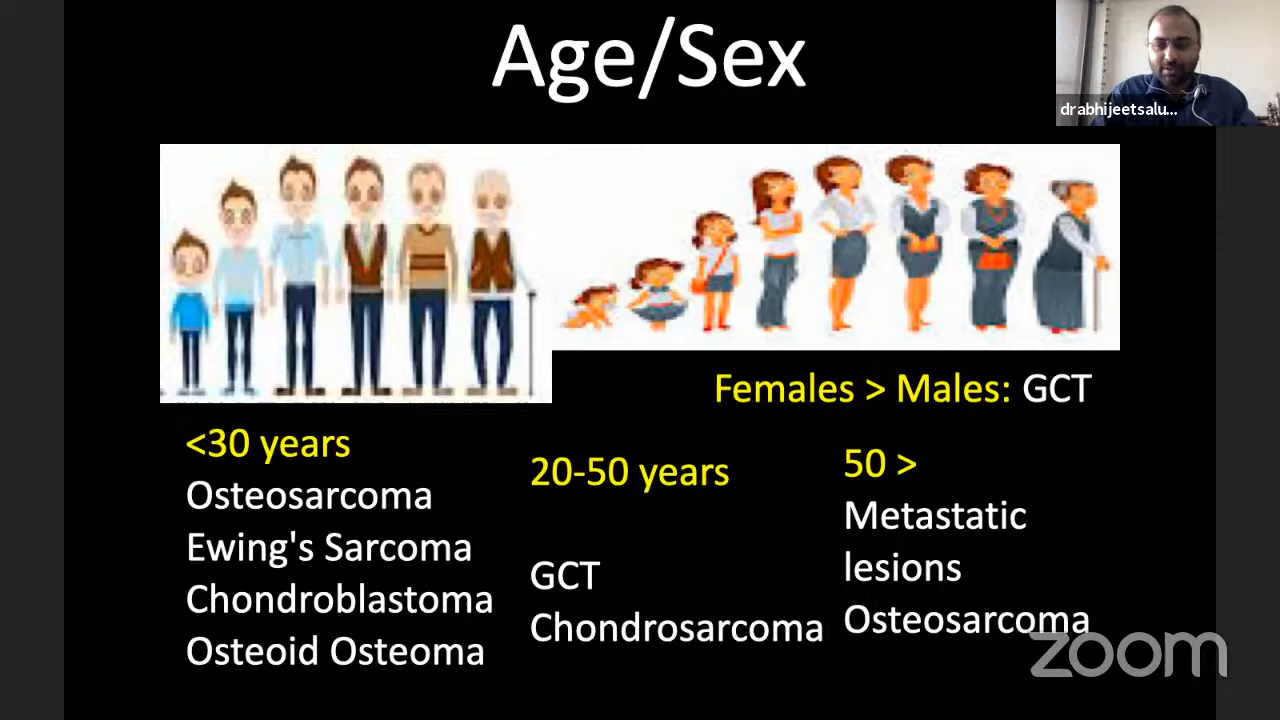 Age/Sex
drabhijeetsalu...
Females > Males: GCT
<30 years
Osteosarcoma
Ewing's Sarcoma
Chondroblastoma
Osteoid Osteoma
20-50 years
GCT
Chondrosarcoma
50 >
Metastatic
lesions
Osteosarcoma
zoom